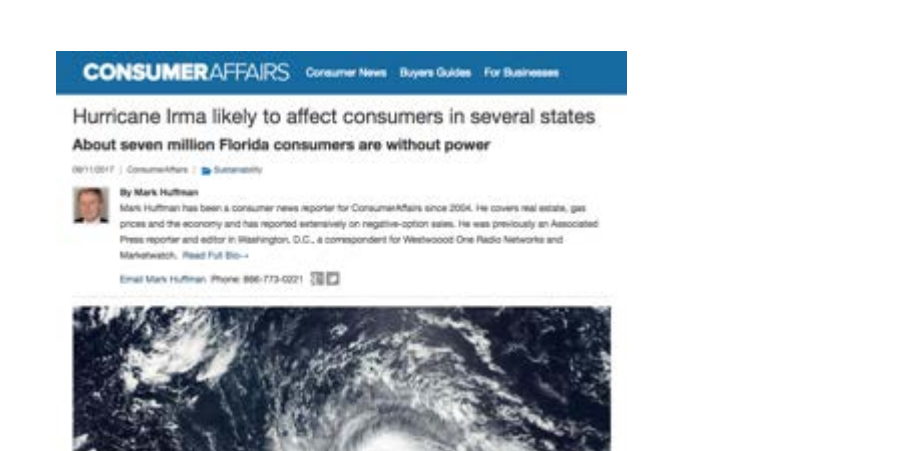 CONSUMERAFFAIRS Consumer News Buyers Guides For Businesses
Hurricane Irma likely to affect consumers in several states
About seven million Florida consumers are without power
09/11/2017 | ConsumerAffairs | Sustainability
By Mark Huffman
Mark Huffman has been a consumer news reporter for ConsumerAffairs since 2004. He covers real estate, gas
prices and the economy and has reported extensively on negative-option sales. He was previously an Associated
Press reporter and editor in Washington, D.C., a correspondent for Westwoood One Radio Networks and
Marketwatch. Read Full Bio→
Email Mark Huffman Phone: 866-773-0221